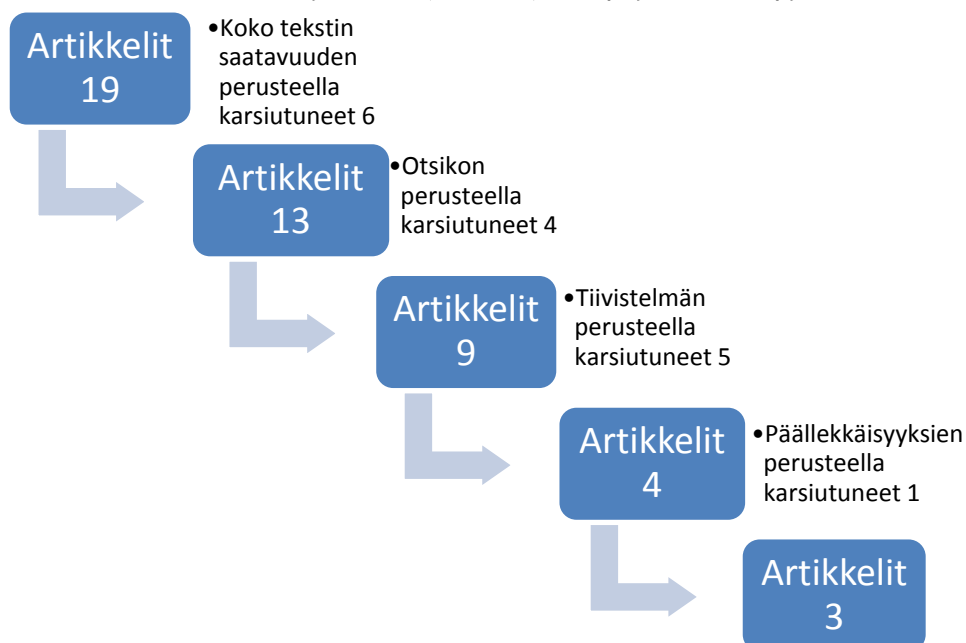 Artikkelit
19
•Koko tekstin
saatavuuden
perusteella
karsiutuneet 6
Artikkelit
13
•Otsikon
perusteella
karsiutuneet 4
Artikkelit
9
•Tiivistelmän
perusteella
karsiutuneet 5
Artikkelit
4
•Päällekkäisyyksien
perusteella
karsiutuneet 1
Artikkelit
3